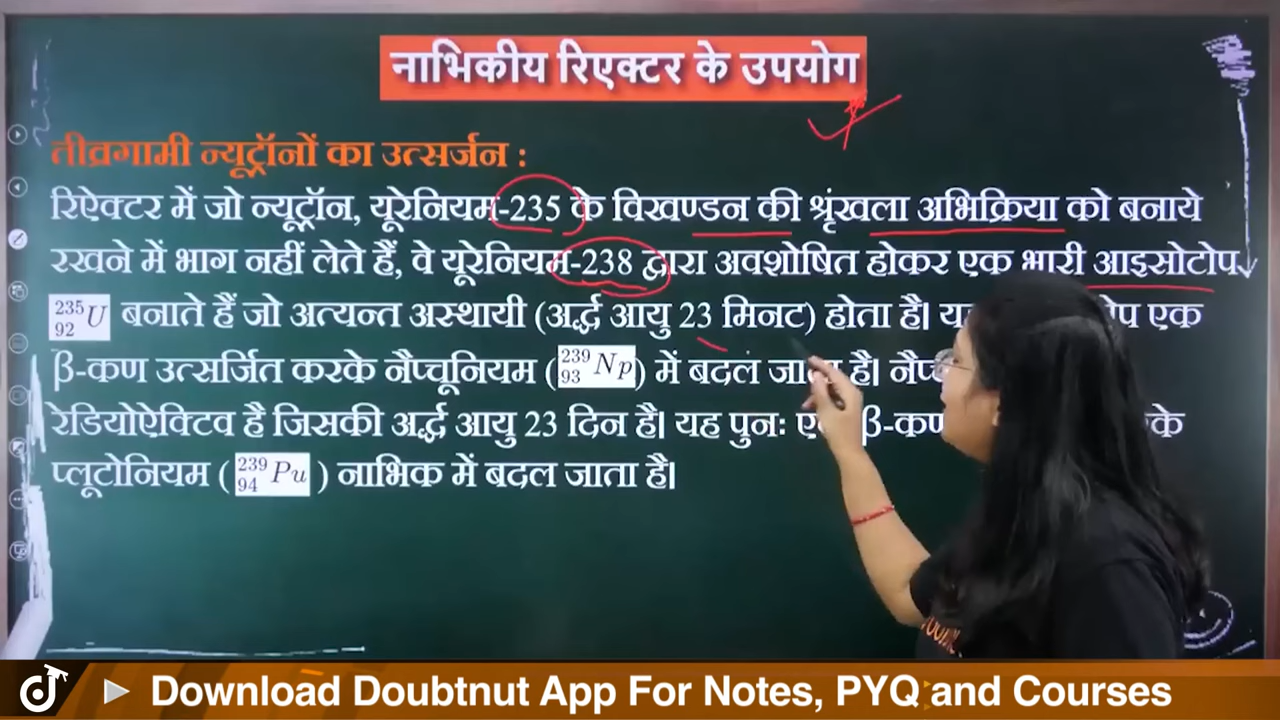 नाभिकीय रिएक्टर के उपयोग
तीव्रगामी न्यूट्रॉनों का उत्सर्जन :
रिऐक्टर में जो न्यूट्रॉन, यूरेनियम-235 के विखण्डन की श्रृंखला अभिक्रिया को बनाये
रखने में भाग नहीं लेते हैं, वे यूरेनियम-238 द्वारा अवशोषित होकर एक भारी आइसोटोप
²³⁵₉₂U बनाते हैं जो अत्यन्त अस्थायी (अर्द्ध आयु 23 मिनट) होता है। एक
β-कण उत्सर्जित करके नैप्चूनियम (²³⁹₉₃Np) में बदल जाता है।
रेडियोऐक्टिव है जिसकी अर्द्ध आयु 23 दिन है। यह पुनः β-कण
प्लूटोनियम (²³⁹₉₄Pu) नाभिक में बदल जाता है।
Download Doubtnut App For Notes, PYQ and Courses